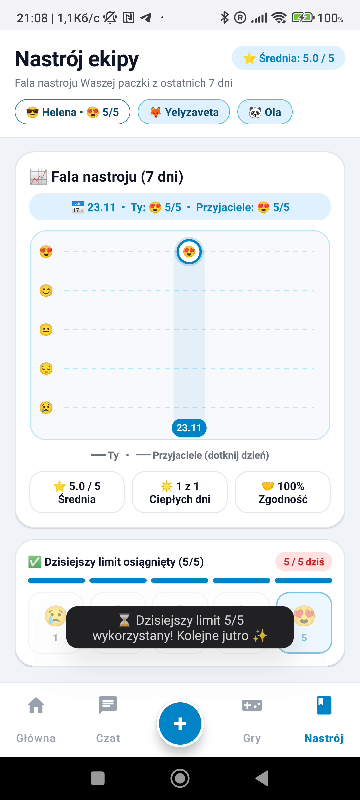 21:08 | 1,1Кб/с
100%
Nastrój ekipy
⭐ Średnia: 5.0 / 5
Fala nastroju Waszej paczki z ostatnich 7 dni
😎 Helena • 😍 5/5
🦊 Yelyzaveta
🐼 Ola
📈 Fala nastroju (7 dni)
📅 23.11 • Ty: 😍 5/5 • Przyjaciele: 😍 5/5
23.11
Ty • Przyjaciele (dotknij dzień)
⭐ 5.0 / 5
Średnia
☀️ 1 z 1
Ciepłych dni
🤝 100%
Zgodność
✅ Dzisiejszy limit osiągnięty (5/5)
5 / 5 dziś
⏳ Dzisiejszy limit 5/5
wykorzystany! Kolejne jutro ✨
1
5
Główna
Czat
Gry
Nastrój